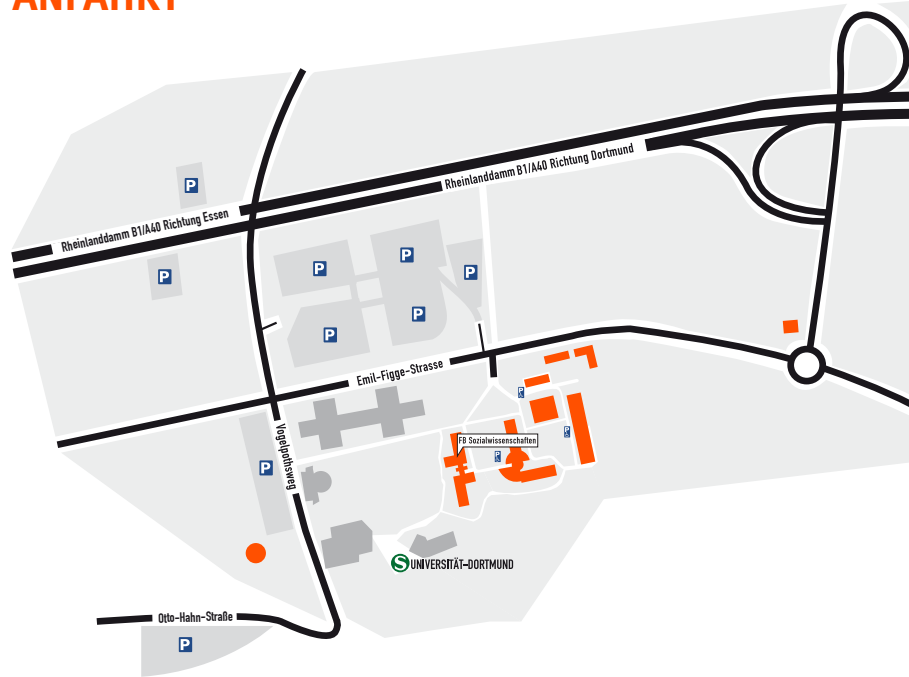 ANFAHRT
Rheinlanddamm B1/A40 Richtung Dortmund
P
Rheinlanddamm B1/A40 Richtung Essen
P
P
P
P
P
P
P
Emil-Figge-Strasse
P
P
FB Sozialwissenschaften
P
P
Vogelpothsweg
P
S UNIVERSITÄT-DORTMUND
Otto-Hahn-Straße
P